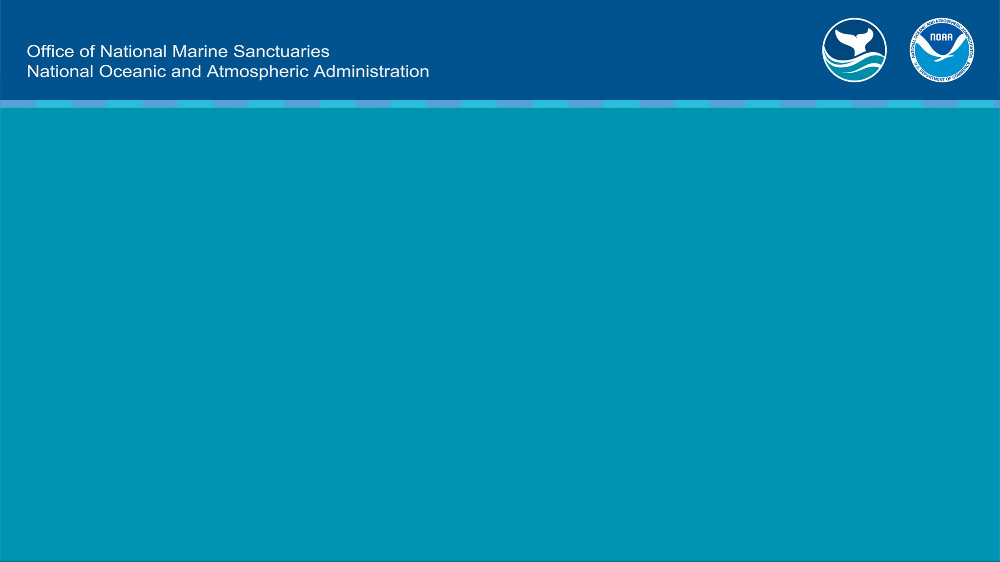 Office of National Marine Sanctuaries
National Oceanic and Atmospheric Administration
NATIONAL OCEANIC AND ATMOSPHERIC ADMINISTRATION
NOAA
U.S. DEPARTMENT OF COMMERCE